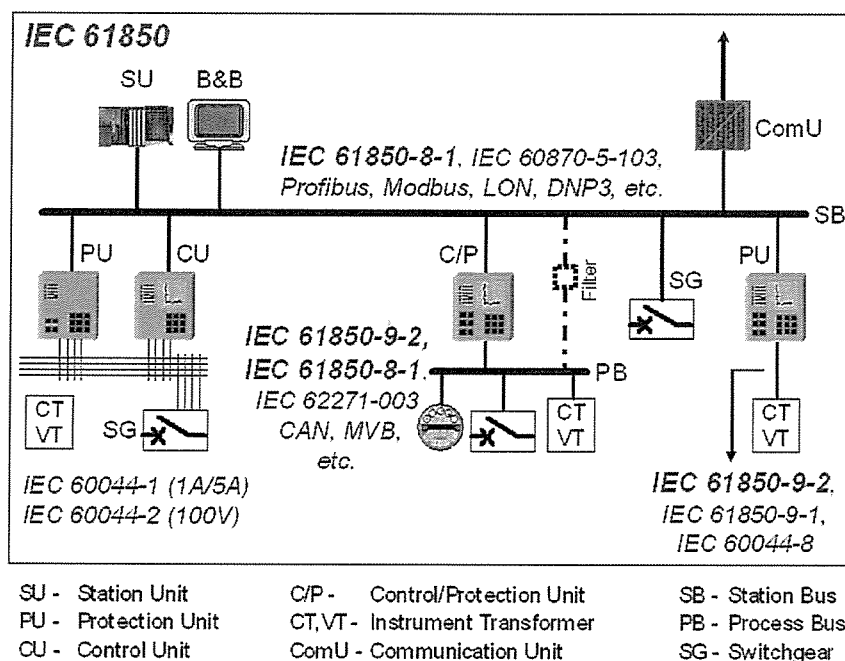 IEC 61850
SU B&B
ComU
IEC 61850-8-1, IEC 60870-5-103,
Profibus, Modbus, LON, DNP3, etc.
SB
PU CU C/P Filter SG PU
IEC 61850-9-2,
IEC 61850-8-1,
IEC 62271-003
CAN, MVB,
etc.
PB
CT
VT
SG
CT
VT
CT
VT
IEC 60044-1 (1A/5A)
IEC 60044-2 (100V)
IEC 61850-9-2,
IEC 61850-9-1,
IEC 60044-8
SU - Station Unit C/P - Control/Protection Unit SB - Station Bus
PU - Protection Unit CT,VT - Instrument Transformer PB - Process Bus
CU - Control Unit ComU - Communication Unit SG - Switchgear